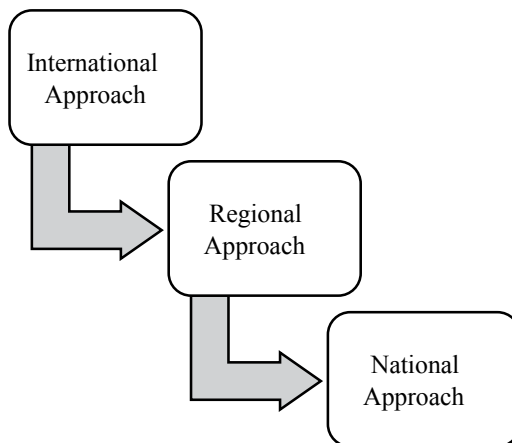 International
Approach
Regional
Approach
National
Approach